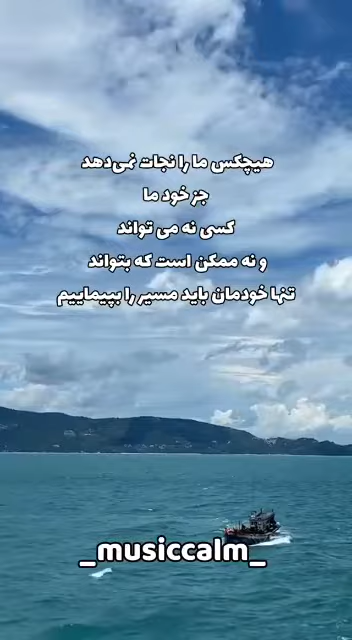 هیچکس ما را نجات نمی‌دهد
جز خود ما
کسی نه می تواند
و نه ممکن است که بتواند
تنها خودمان باید مسیر را بپیماییم
_musiccalm_